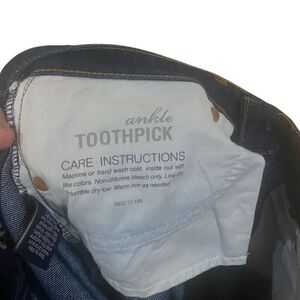 ankle
TOOTHPICK
CARE INSTRUCTIONS
Machine or hand wash cold, inside out with
like colors. Non-chlorine bleach only. Line dry
tumble dry low. Warm iron as needed.